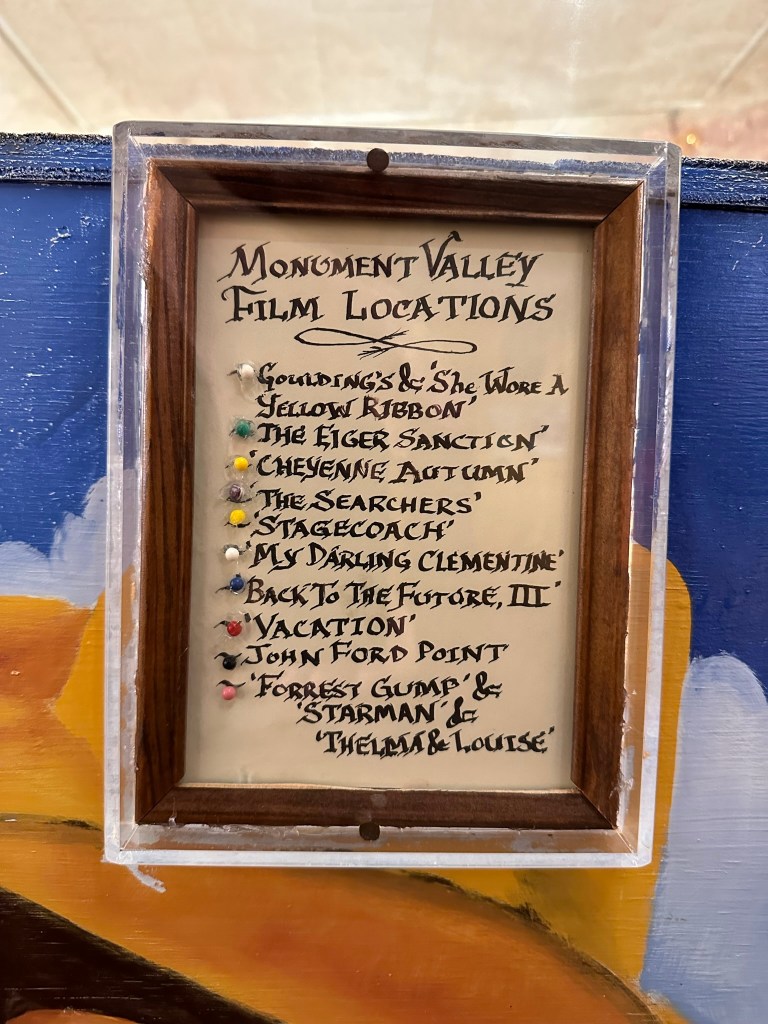 MONUMENT VALLEY
FILM LOCATIONS
GOULDING'S & 'SHE WORE A
YELLOW RIBBON'
'THE EIGER SANCTION'
'CHEYENNE AUTUMN'
'THE SEARCHERS'
'STAGECOACH'
'MY DARLING CLEMENTINE'
BACK TO THE FUTURE, III'
'VACATION'
JOHN FORD POINT
'FORREST GUMP' &
'STARMAN' &
'THELMA & LOUISE'